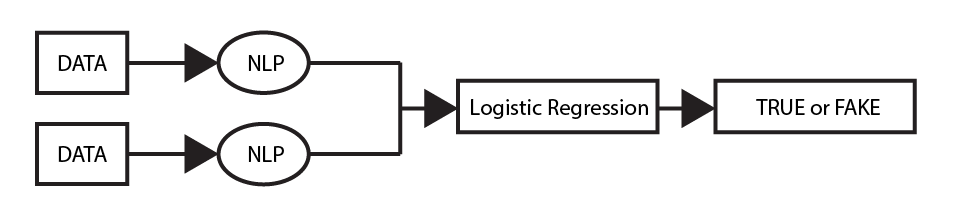 DATA
NLP
DATA
NLP
Logistic Regression
TRUE or FAKE